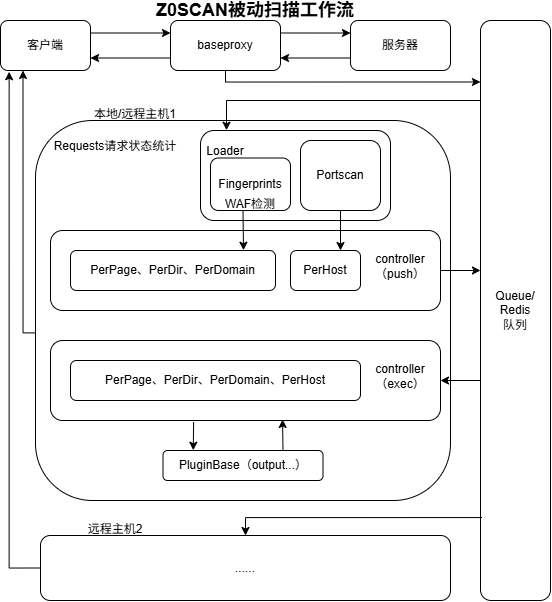 Z0SCAN被动扫描工作流
客户端
baseproxy
服务器
本地/远程主机1
Requests请求状态统计
Loader
Fingerprints
WAF检测
Portscan
PerPage、PerDir、PerDomain
PerHost
controller
（push）
Queue/
Redis
队列
PerPage、PerDir、PerDomain、PerHost
controller
（exec）
PluginBase（output...）
远程主机2
......